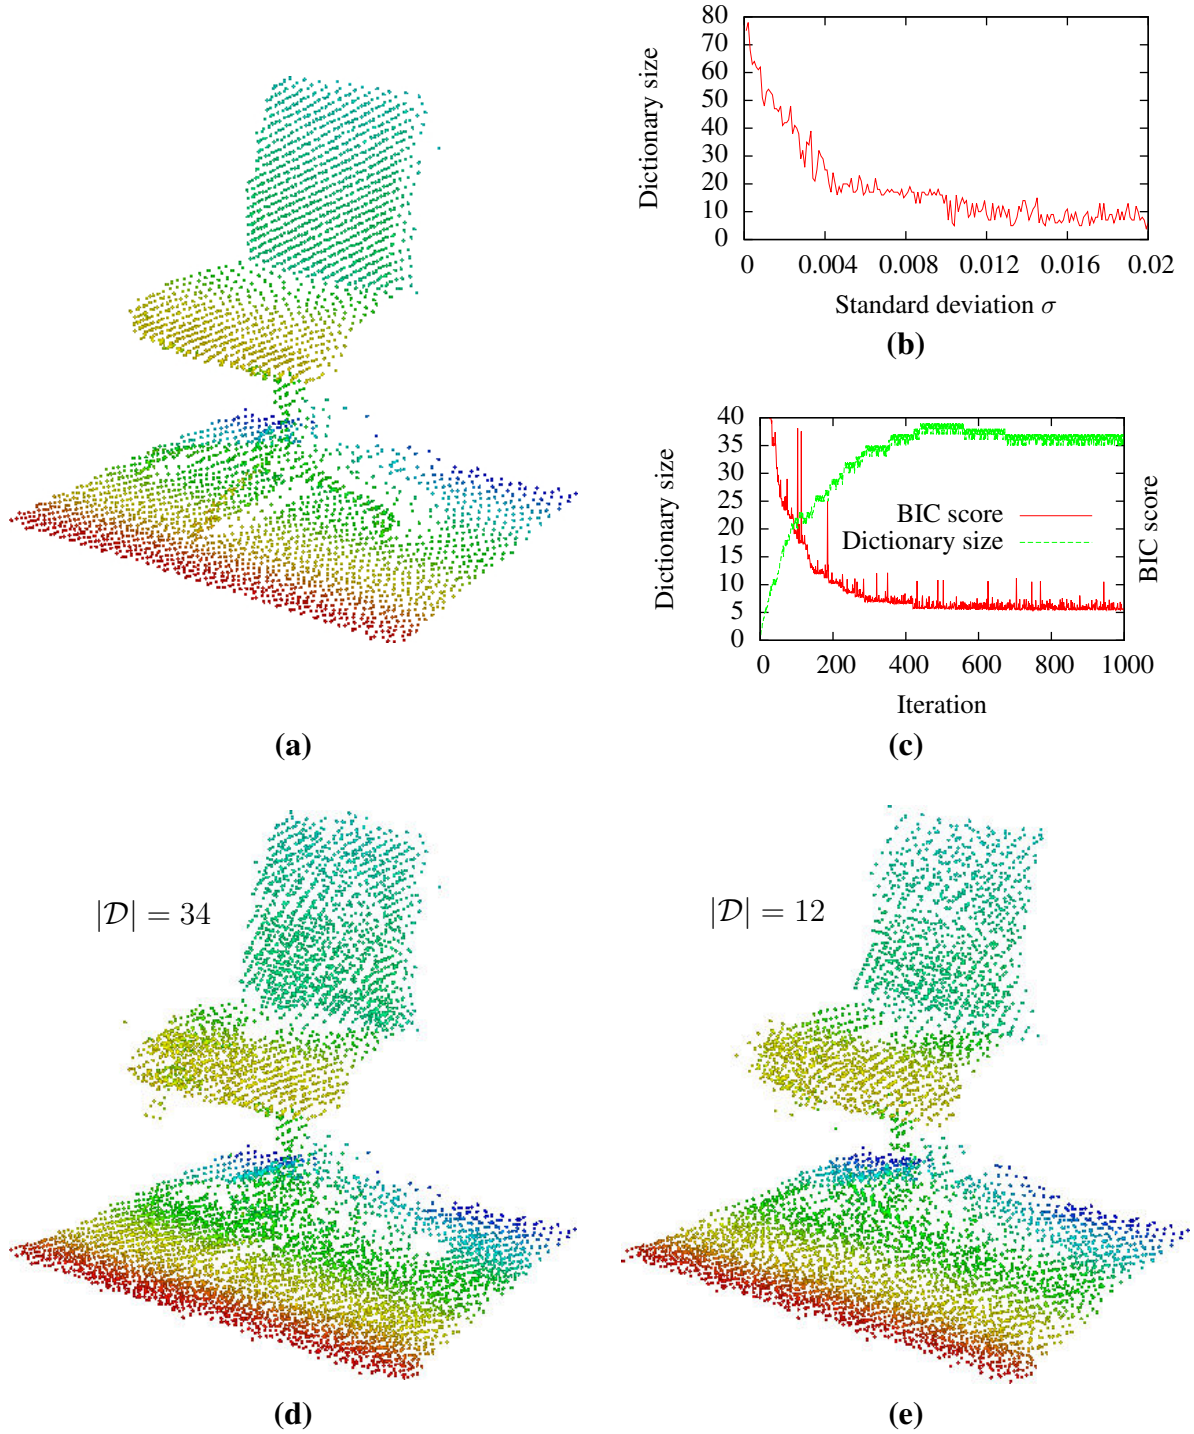 80
70
60
50
40
30
20
10
0
Dictionary size
0 0.004 0.008 0.012 0.016 0.02
Standard deviation σ
(b)
40
35
30
25
20
15
10
5
0
Dictionary size
BIC score
BIC score
Dictionary size
0 200 400 600 800 1000
Iteration
(a)
(c)
|𝒟| = 34
|𝒟| = 12
(d)
(e)